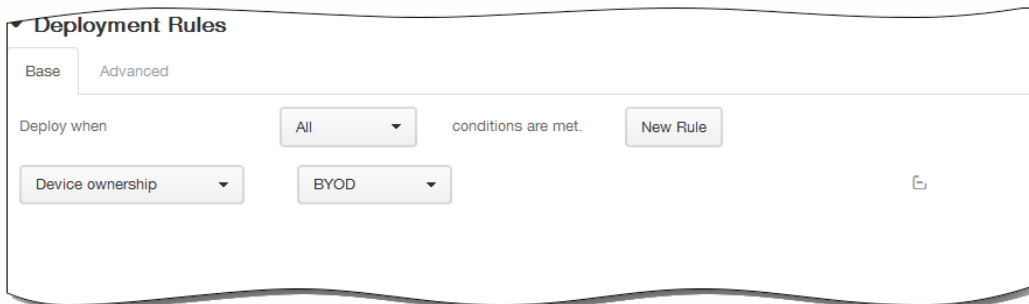 Deployment Rules
Base Advanced
Deploy when All conditions are met. New Rule
Device ownership BYOD